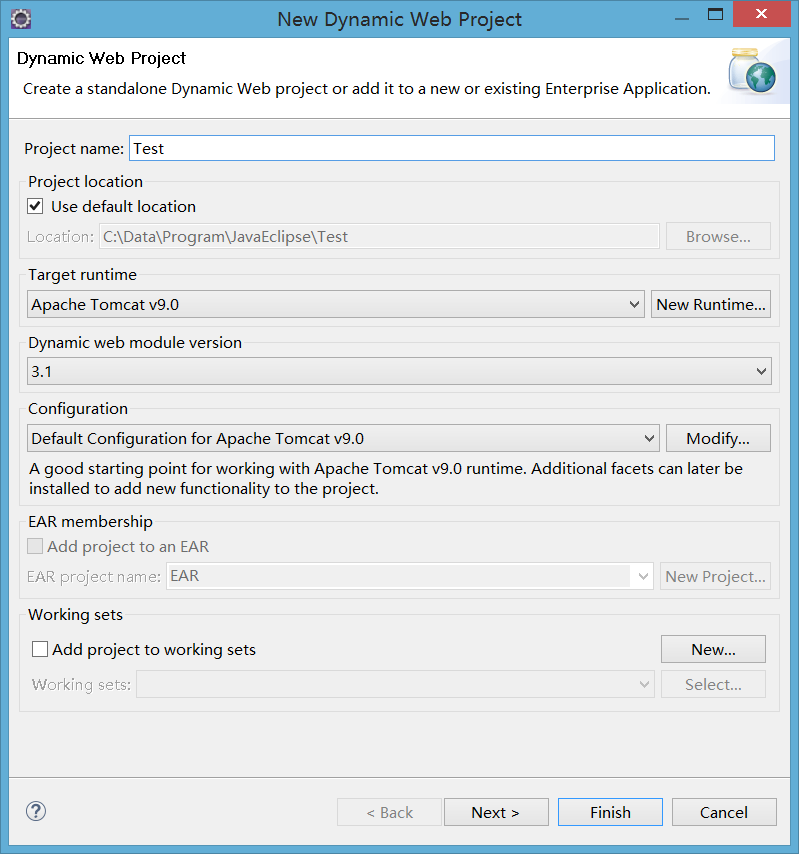 New Dynamic Web Project
Dynamic Web Project
Create a standalone Dynamic Web project or add it to a new or existing Enterprise Application.
Project name: Test
Project location
Use default location
Location: C:\Data\Program\JavaEclipse\Test Browse...
Target runtime
Apache Tomcat v9.0 New Runtime...
Dynamic web module version
3.1
Configuration
Default Configuration for Apache Tomcat v9.0 Modify...
A good starting point for working with Apache Tomcat v9.0 runtime. Additional facets can later be
installed to add new functionality to the project.
EAR membership
Add project to an EAR
EAR project name: EAR New Project...
Working sets
Add project to working sets New...
Working sets: Select...
? < Back Next > Finish Cancel